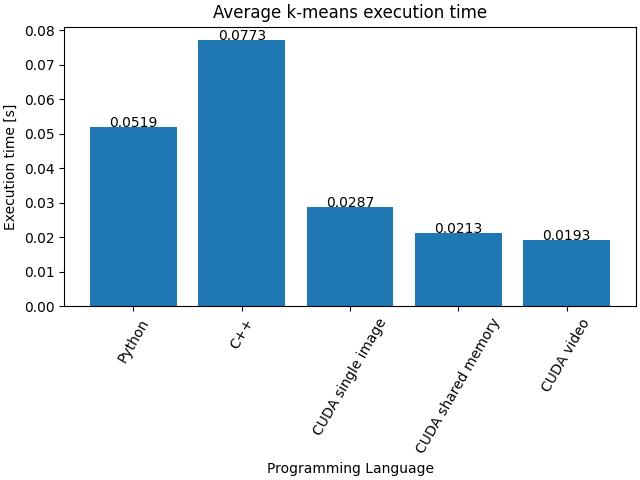 Average k-means execution time
Execution time [s]
0.08
0.07
0.06
0.05
0.04
0.03
0.02
0.01
0.00
0.0519
0.0773
0.0287
0.0213
0.0193
Python
C++
CUDA single image
CUDA shared memory
CUDA video
Programming Language